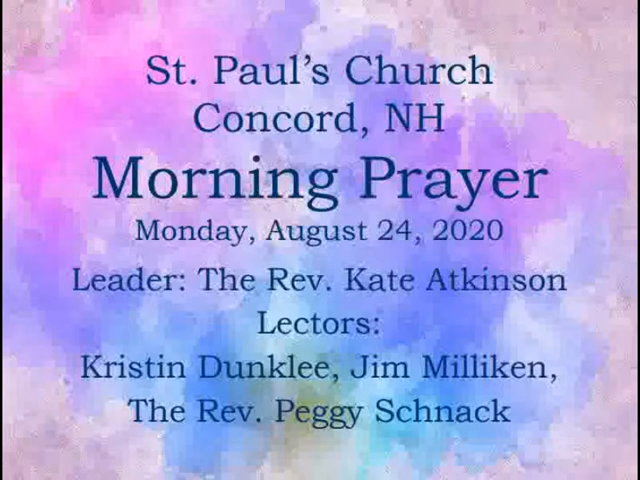 St. Paul’s Church
Concord, NH
Morning Prayer
Monday, August 24, 2020
Leader: The Rev. Kate Atkinson
Lectors:
Kristin Dunklee, Jim Milliken,
The Rev. Peggy Schnack